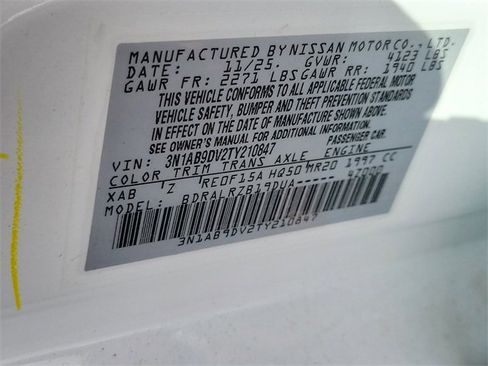 MANUFACTURED BY NISSAN MOTOR CO., LTD.
DATE: 11/25. GVWR: 4123 LBS
GAWR FR: 2271 LBS GAWR RR: 1940 LBS
THIS VEHICLE CONFORMS TO ALL APPLICABLE FEDERAL MOTOR
VEHICLE SAFETY, BUMPER AND THEFT PREVENTION STANDARDS
IN EFFECT ON THE DATE OF MANUFACTURE SHOWN ABOVE.
SEE OWNER'S MANUAL FOR ADDITIONAL INFORMATION
VIN: 3N1AB9DV2TY210847 PASSENGER CAR.
COLOR TRIM TRANS AXLE ENGINE
XAB Z RE0F15A H050 MR20 1997 CC
MODEL: BDRALRZB19DUA
3N1AB9DV2TY210847